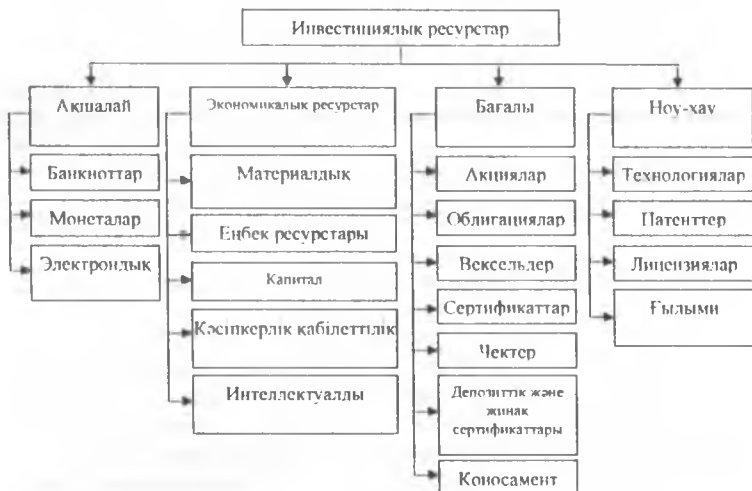 Инвестициялық ресурстар
Ақшалай
Банкноттар
Монеталар
Электрондық
Экономикалық ресурстар
Материалдық
Еңбек ресурстары
Капитал
Кәсіпкерлік қабілеттілік
Интеллектуалды
Бағалы
Акциялар
Облигациялар
Вексельдер
Сертификаттар
Чектер
Депозиттік және
жинақ
сертификаттары
Коносамент
Ноу-хау
Технологиялар
Патенттер
Лицензиялар
Ғылыми